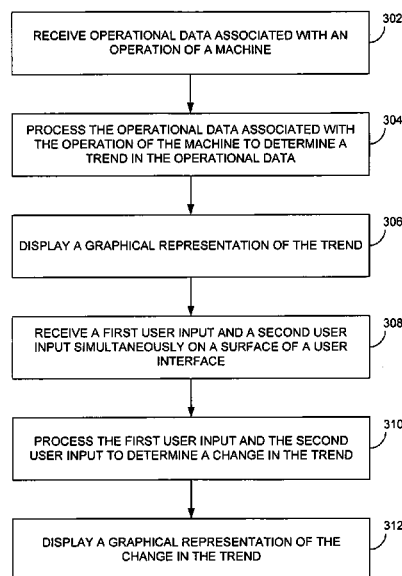 302
RECEIVE OPERATIONAL DATA ASSOCIATED WITH AN
OPERATION OF A MACHINE
304
PROCESS THE OPERATIONAL DATA ASSOCIATED WITH
THE OPERATION OF THE MACHINE TO DETERMINE A
TREND IN THE OPERATIONAL DATA
306
DISPLAY A GRAPHICAL REPRESENTATION OF THE TREND
308
RECEIVE A FIRST USER INPUT AND A SECOND USER
INPUT SIMULTANEOUSLY ON A SURFACE OF A USER
INTERFACE
310
PROCESS THE FIRST USER INPUT AND THE SECOND
USER INPUT TO DETERMINE A CHANGE IN THE TREND
312
DISPLAY A GRAPHICAL REPRESENTATION OF THE
CHANGE IN THE TREND